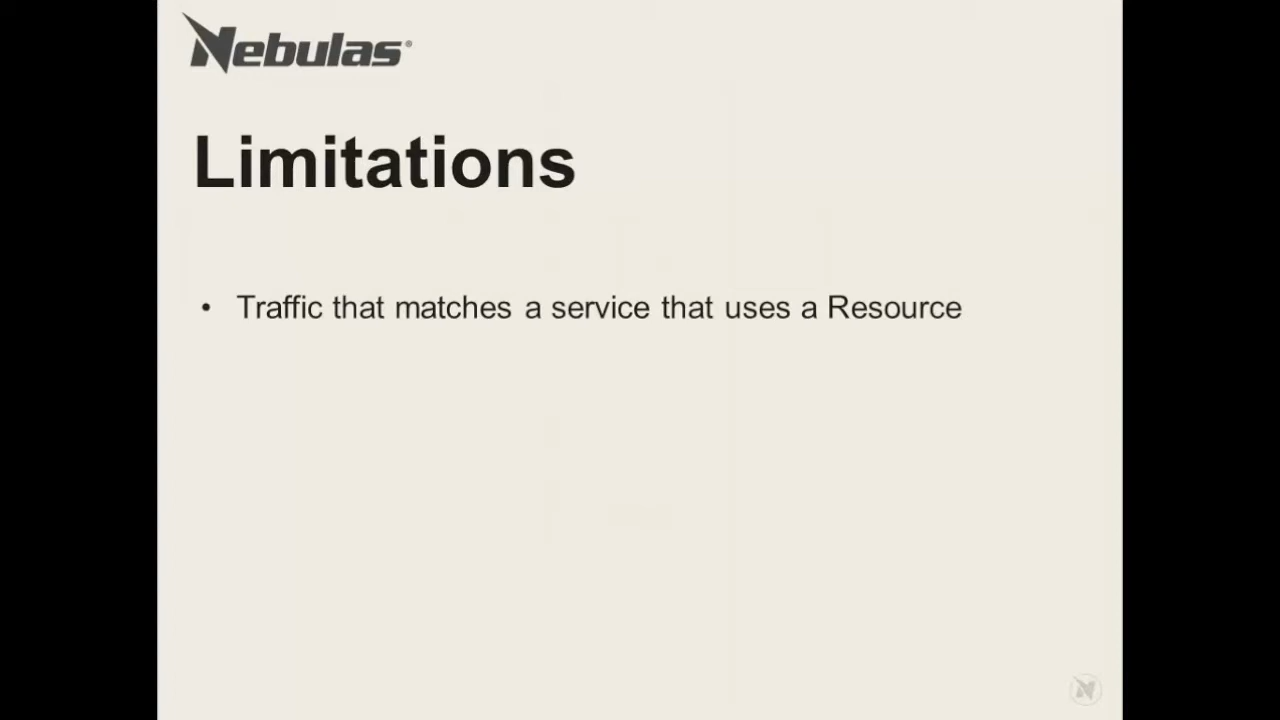 Nebulas®
Limitations
• Traffic that matches a service that uses a Resource
N